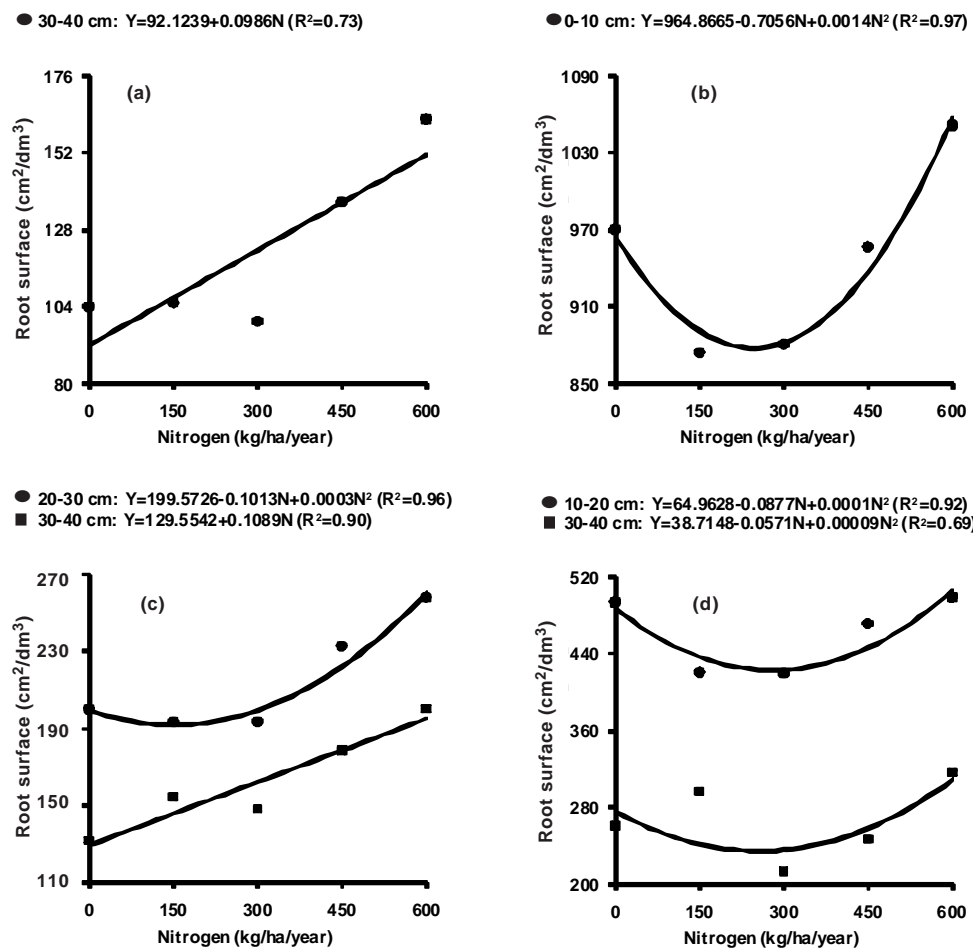 ● 30-40 cm: Y=92.1239+0.0986N (R²=0.73)
176
152
128
104
80
(a)
Root surface (cm²/dm³)
0 150 300 450 600
Nitrogen (kg/ha/year)
● 0-10 cm: Y=964.8665-0.7056N+0.0014N² (R²=0.97)
1090
1030
970
910
850
(b)
Root surface (cm²/dm³)
0 150 300 450 600
Nitrogen (kg/ha/year)
● 20-30 cm: Y=199.5726-0.1013N+0.0003N² (R²=0.96)
■ 30-40 cm: Y=129.5542+0.1089N (R²=0.90)
270
230
190
150
110
(c)
Root surface (cm²/dm³)
0 150 300 450 600
Nitrogen (kg/ha/year)
● 10-20 cm: Y=64.9628-0.0877N+0.0001N² (R²=0.92)
■ 30-40 cm: Y=38.7148-0.0571N+0.00009N² (R²=0.69)
520
440
360
280
200
(d)
Root surface (cm²/dm³)
0 150 300 450 600
Nitrogen (kg/ha/year)